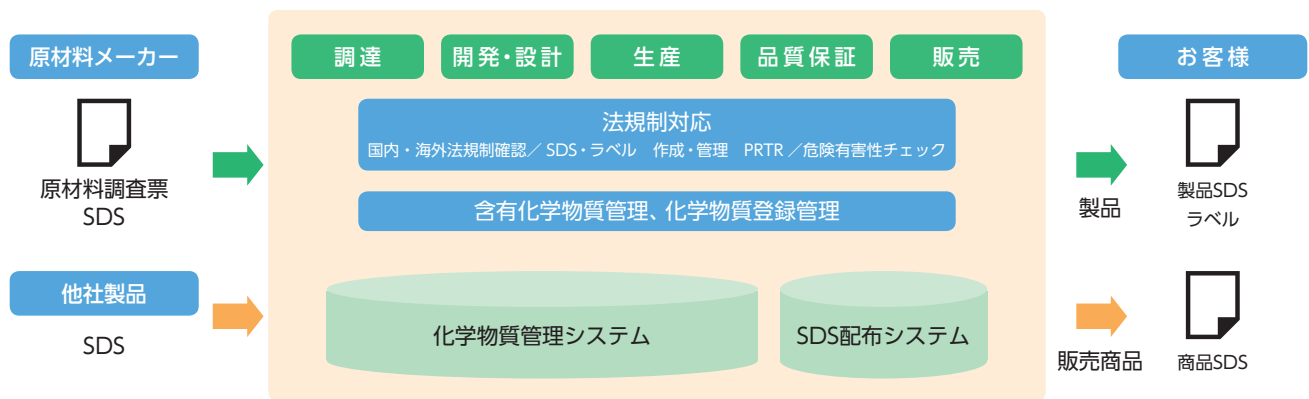 原材料メーカー
原材料調査票
SDS
他社製品
SDS
調達
開発・設計
生産
品質保証
販売
法規制対応
国内・海外法規制確認／SDS・ラベル 作成・管理 PRTR／危険有害性チェック
含有化学物質管理、化学物質登録管理
化学物質管理システム
SDS配布システム
製品
販売商品
お客様
製品SDS
ラベル
商品SDS